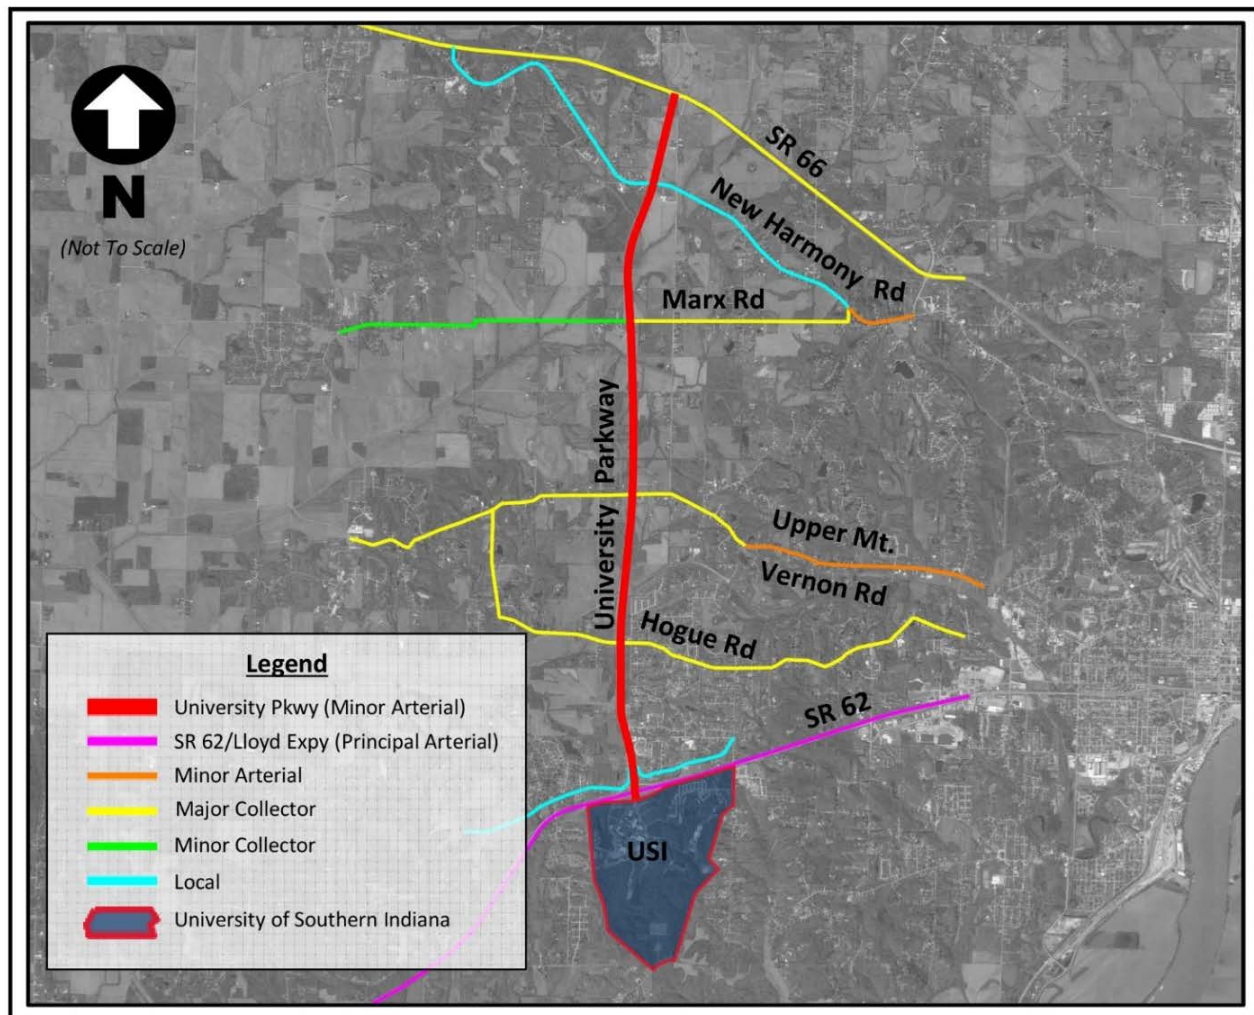 N
(Not To Scale)
SR 66
New Harmony Rd
Marx Rd
University Parkway
Upper Mt.
Vernon Rd
Hogue Rd
SR 62
USI
Legend
University Pkwy (Minor Arterial)
SR 62/Lloyd Expy (Principal Arterial)
Minor Arterial
Major Collector
Minor Collector
Local
University of Southern Indiana